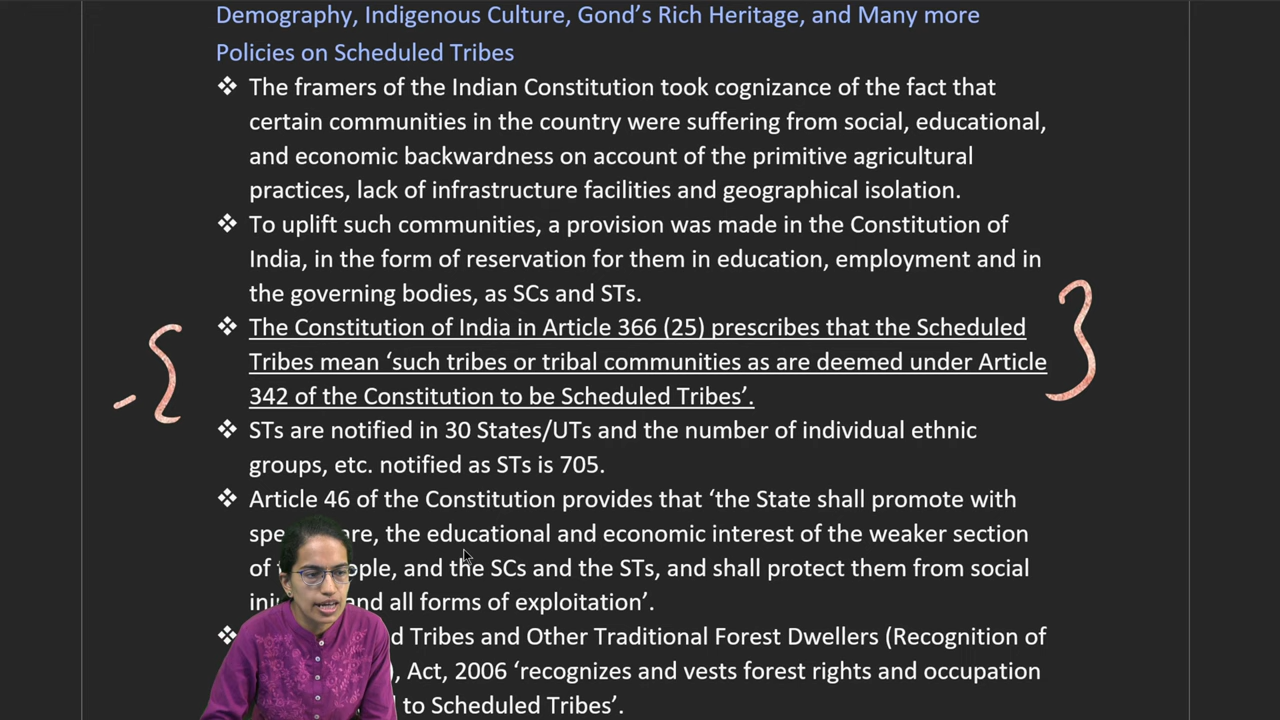 Demography, Indigenous Culture, Gond’s Rich Heritage, and Many more
Policies on Scheduled Tribes
❖ The framers of the Indian Constitution took cognizance of the fact that
certain communities in the country were suffering from social, educational,
and economic backwardness on account of the primitive agricultural
practices, lack of infrastructure facilities and geographical isolation.
❖ To uplift such communities, a provision was made in the Constitution of
India, in the form of reservation for them in education, employment and in
the governing bodies, as SCs and STs.
❖ The Constitution of India in Article 366 (25) prescribes that the Scheduled
Tribes mean ‘such tribes or tribal communities as are deemed under Article
342 of the Constitution to be Scheduled Tribes’.
❖ STs are notified in 30 States/UTs and the number of individual ethnic
groups, etc. notified as STs is 705.
❖ Article 46 of the Constitution provides that ‘the State shall promote with
the educational and economic interest of the weaker section
of and the SCs and the STs, and shall protect them from social
and all forms of exploitation’.
Tribes and Other Traditional Forest Dwellers (Recognition of
Act, 2006 ‘recognizes and vests forest rights and occupation
to Scheduled Tribes’.